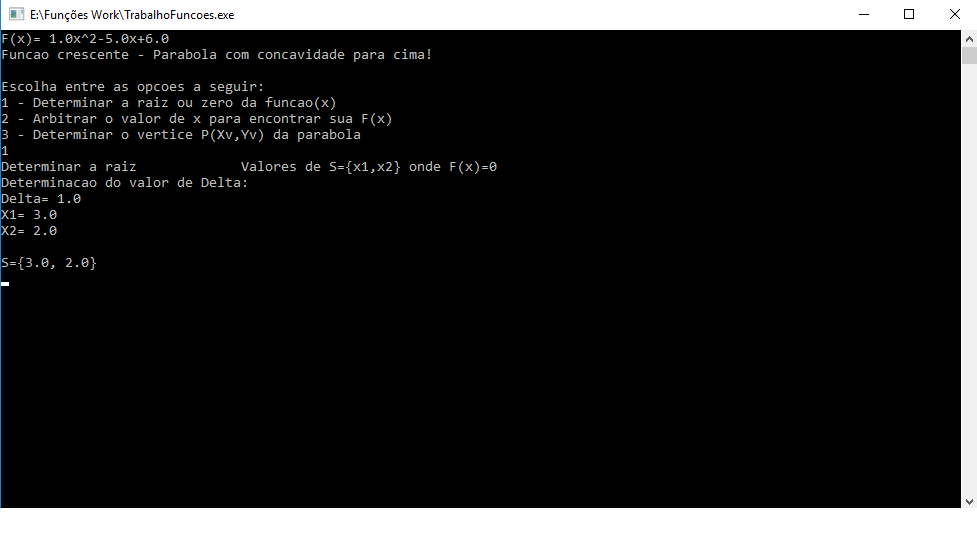 E:\Funções Work\TrabalhoFuncoes.exe
F(x)= 1.0x^2-5.0x+6.0
Funcao crescente - Parabola com concavidade para cima!
Escolha entre as opcoes a seguir:
1 - Determinar a raiz ou zero da funcao(x)
2 - Arbitrar o valor de x para encontrar sua F(x)
3 - Determinar o vertice P(Xv,Yv) da parabola
1
Determinar a raiz             Valores de S={x1,x2} onde F(x)=0
Determinacao do valor de Delta:
Delta= 1.0
X1= 3.0
X2= 2.0
S={3.0, 2.0}